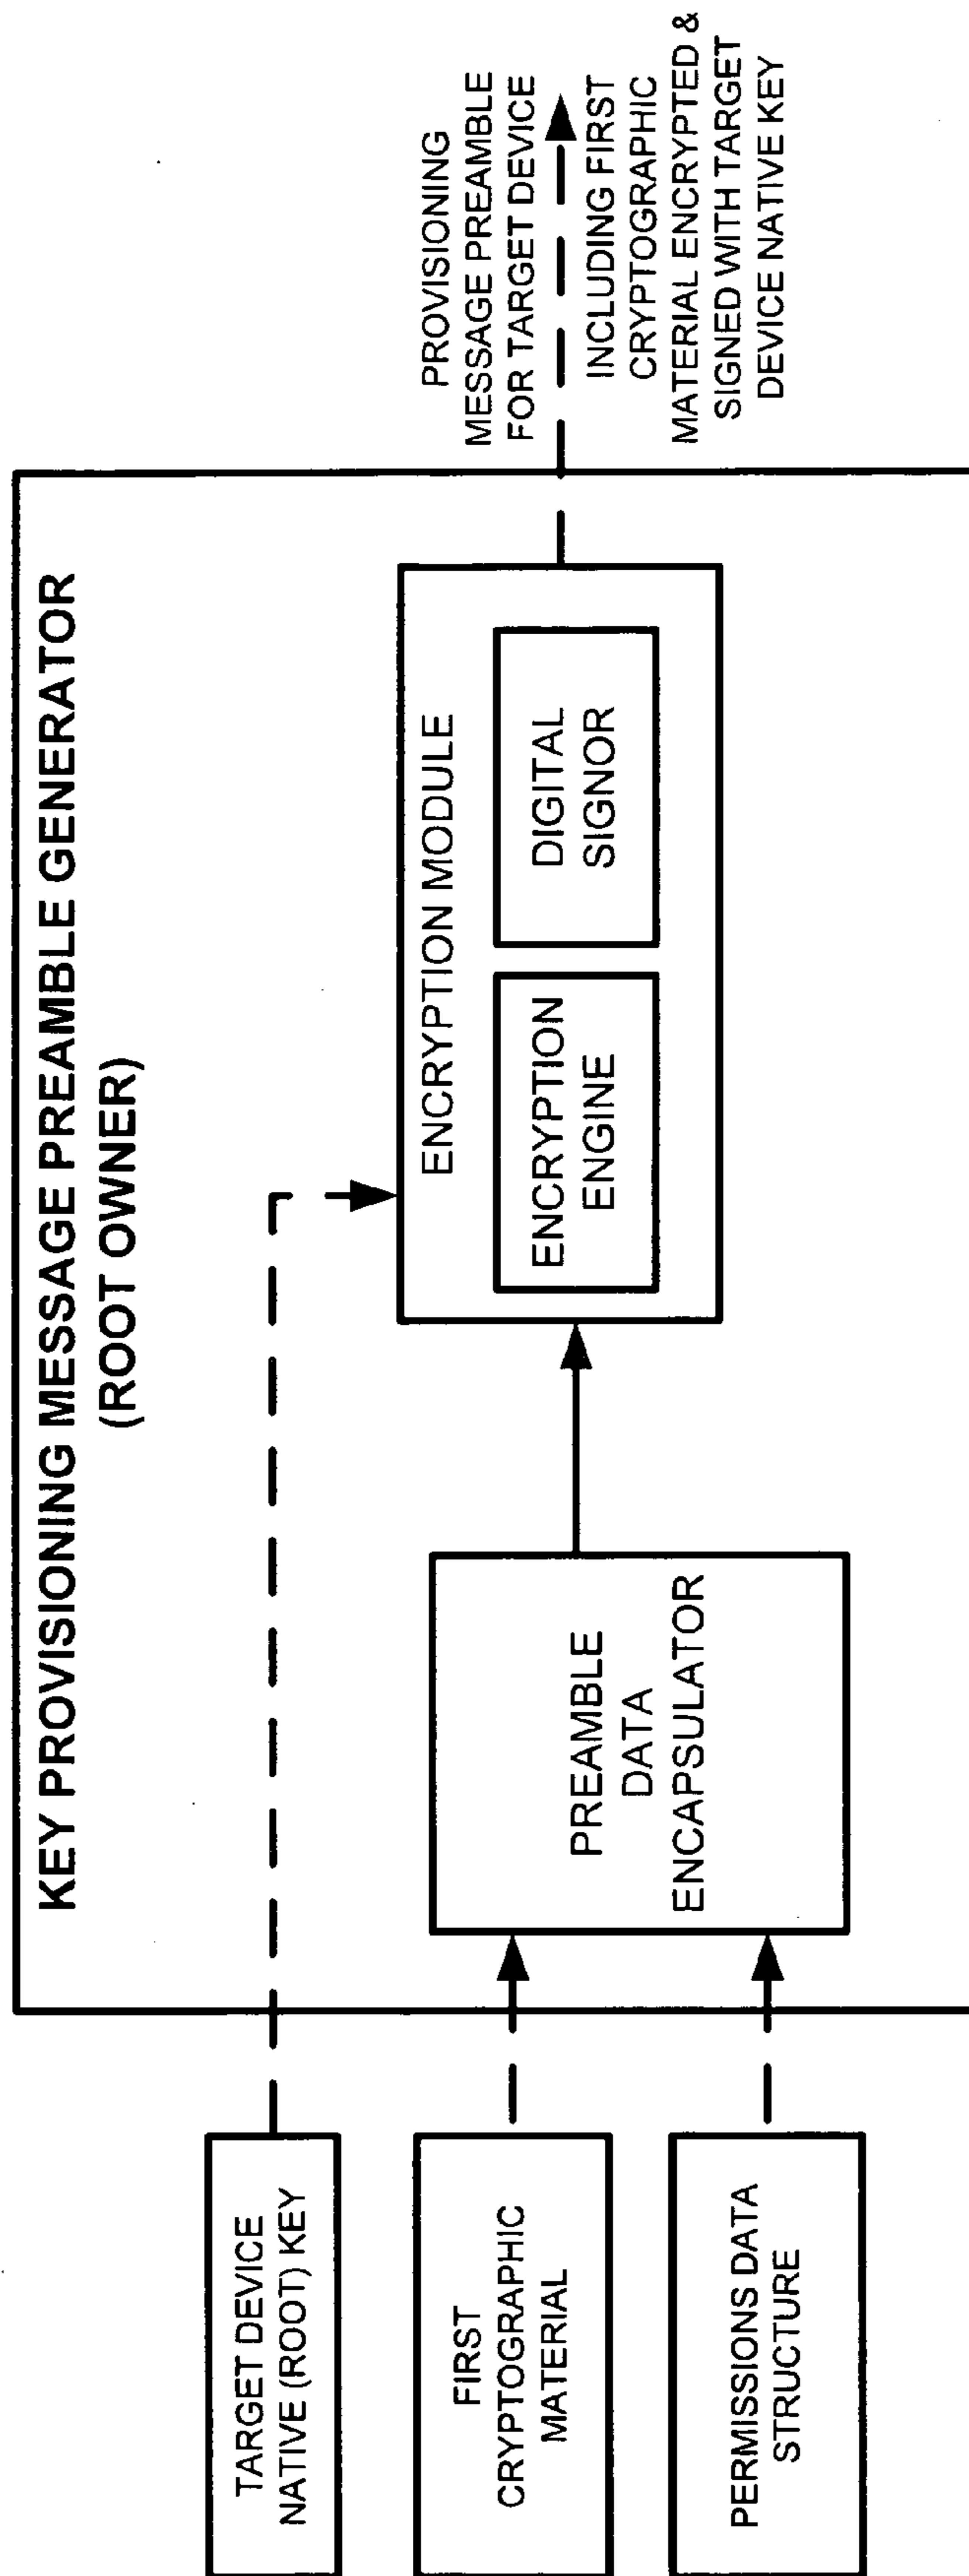 KEY PROVISIONING MESSAGE PREAMBLE GENERATOR
(ROOT OWNER)
TARGET DEVICE
NATIVE (ROOT) KEY
FIRST
CRYPTOGRAPHIC
MATERIAL
PERMISSIONS DATA
STRUCTURE
PREAMBLE
DATA
ENCAPSULATOR
ENCRYPTION MODULE
ENCRYPTION
ENGINE
DIGITAL
SIGNOR
PROVISIONING
MESSAGE PREAMBLE
FOR TARGET DEVICE
INCLUDING FIRST
CRYPTOGRAPHIC
MATERIAL ENCRYPTED &
SIGNED WITH TARGET
DEVICE NATIVE KEY